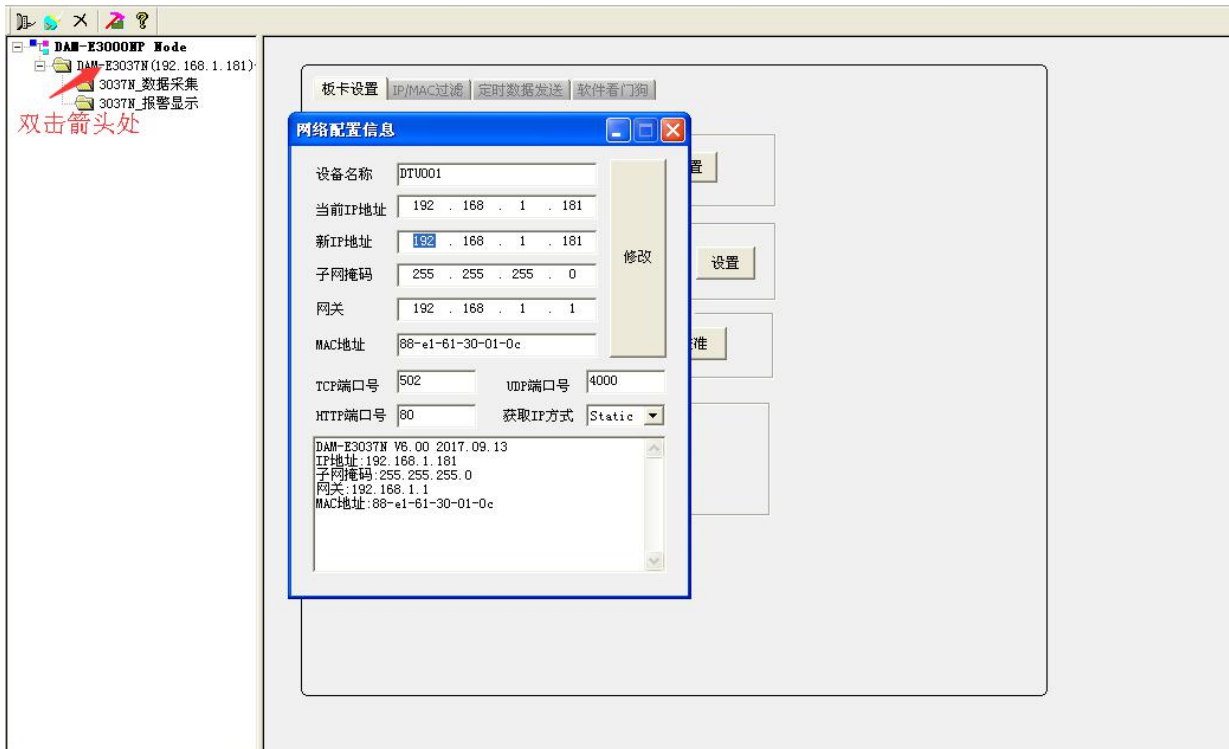 DAM-E3000NP Node
DAM-E3037N(192.168.1.181)
3037N_数据采集
3037N_报警显示
双击箭头处
板卡设置 IP/MAC过滤 定时数据发送 软件看门狗
网络配置信息
置
设备名称 DTU001
当前IP地址 192 . 168 . 1 . 181
新IP地址 192 . 168 . 1 . 181
修改
设置
子网掩码 255 . 255 . 255 . 0
网关 192 . 168 . 1 . 1
MAC地址 88-e1-61-30-01-0c
准
TCP端口号 502 UDP端口号 4000
HTTP端口号 80 获取IP方式 Static
DAM-E3037N V6.00 2017.09.13
IP地址:192.168.1.181
子网掩码:255.255.255.0
网关:192.168.1.1
MAC地址:88-e1-61-30-01-0c